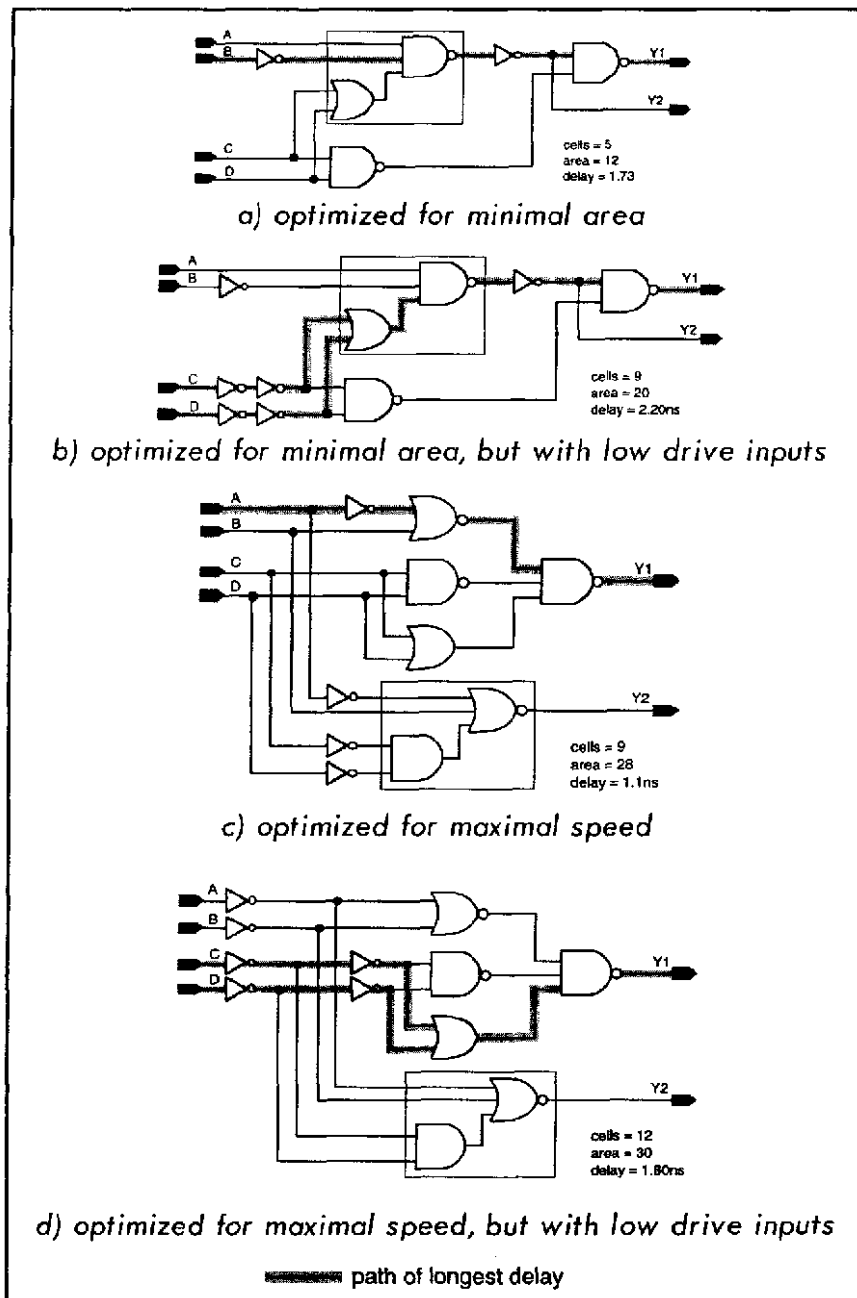 A
B
Y1
Y2
C
D
cells = 5
area = 12
delay = 1.73
a) optimized for minimal area
A
B
Y1
Y2
C
D
cells = 9
area = 20
delay = 2.20ns
b) optimized for minimal area, but with low drive inputs
A
B
C
D
Y1
Y2
cells = 9
area = 28
delay = 1.1ns
c) optimized for maximal speed
A
B
C
D
Y1
Y2
cells = 12
area = 30
delay = 1.80ns
d) optimized for maximal speed, but with low drive inputs
path of longest delay